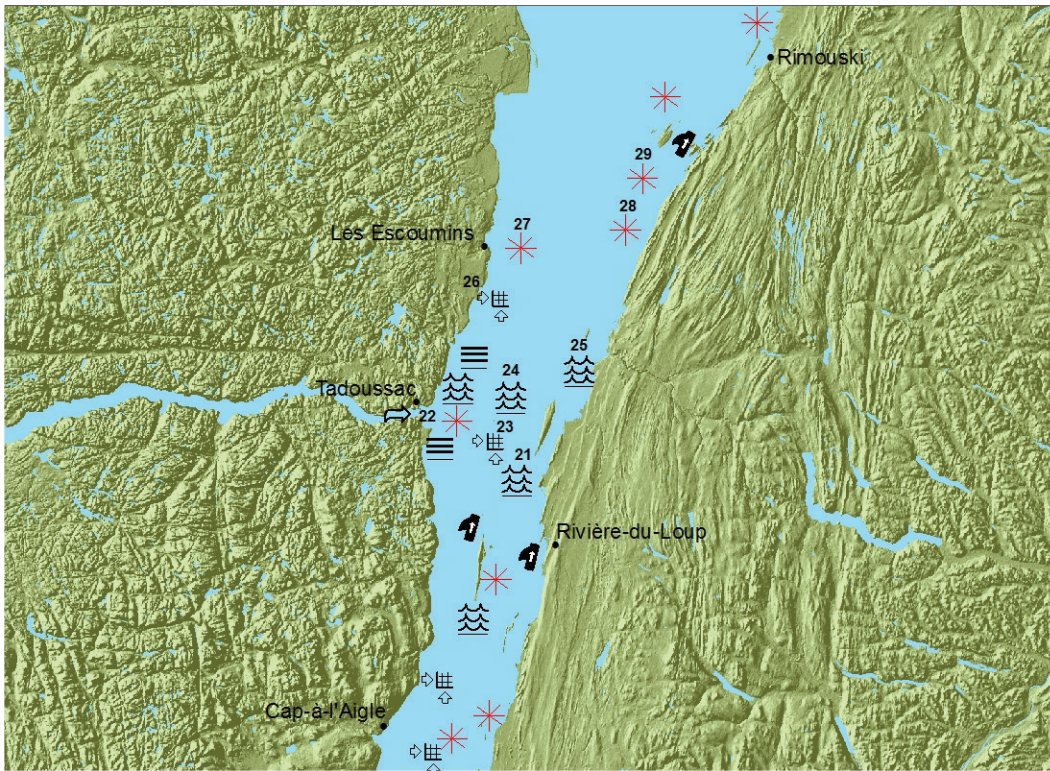 Rimouski
29
28
27
Les Escoumins
26
25
24
Tadoussac
22
23
21
Rivière-du-Loup
Cap-à-l'Aigle